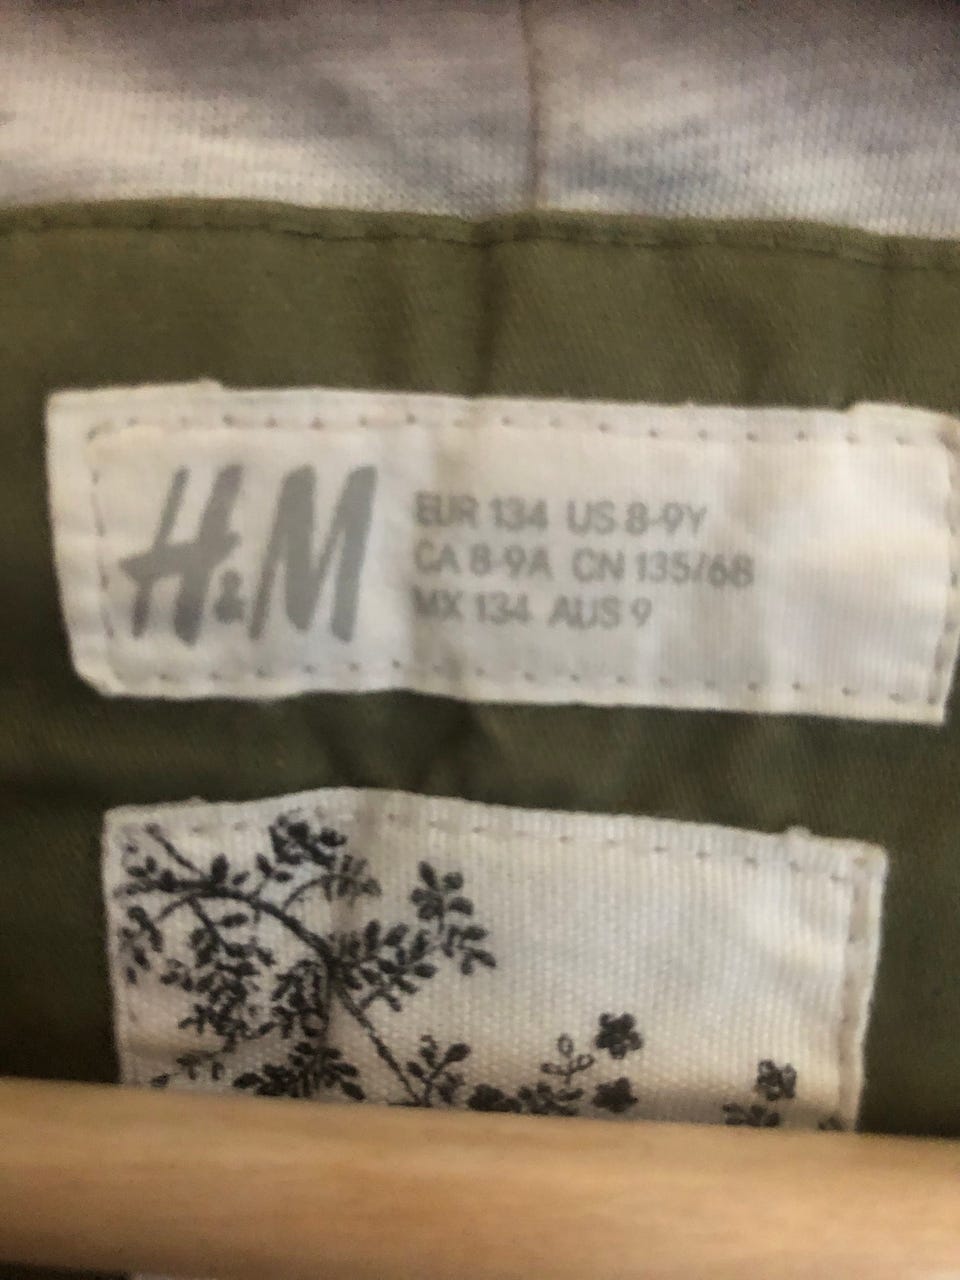 H&M
EUR 134 US 8-9Y
CA 8-9A CN 135/68
MX 134 AUS 9